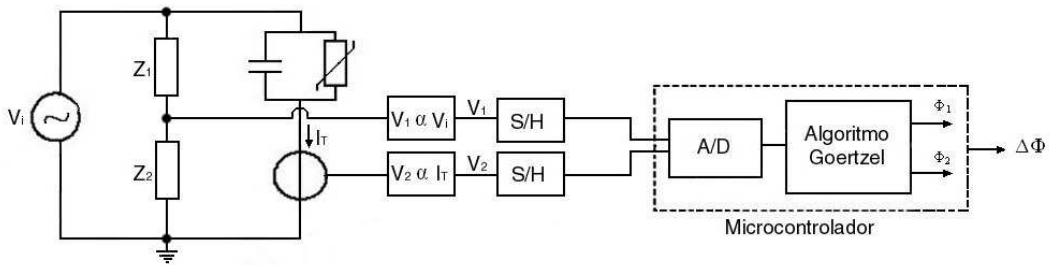 Vi
Z1
Z2
IT
V1 α Vi
V1
S/H
V2 α IT
V2
S/H
A/D
Algoritmo
Goertzel
Φ1
Φ2
ΔΦ
Microcontrolador